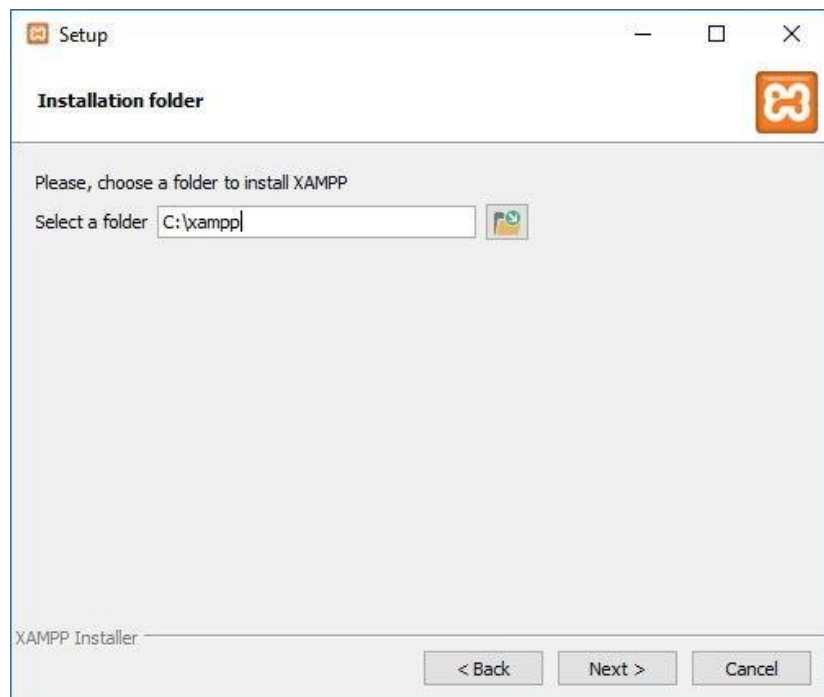 Setup
Installation folder
Please, choose a folder to install XAMPP
Select a folder C:\xampp
XAMPP Installer
< Back Next > Cancel